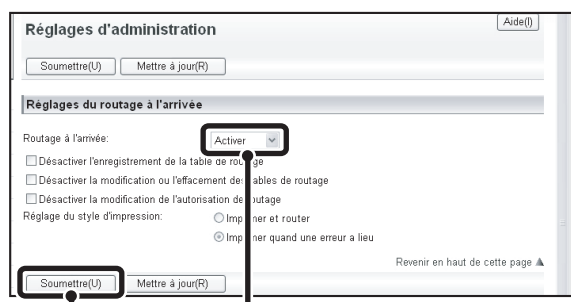 Réglages d'administration
Aide(I)
Soumettre(U) Mettre à jour(R)
Réglages du routage à l'arrivée
Routage à l'arrivée: Activer
Désactiver l'enregistrement de la table de routage
Désactiver la modification ou l'effacement des tables de routage
Désactiver la modification de l'autorisation de routage
Réglage du style d'impression: Imprimer et router
Imprimer quand une erreur a lieu
Revenir en haut de cette page
Soumettre(U) Mettre à jour(R)